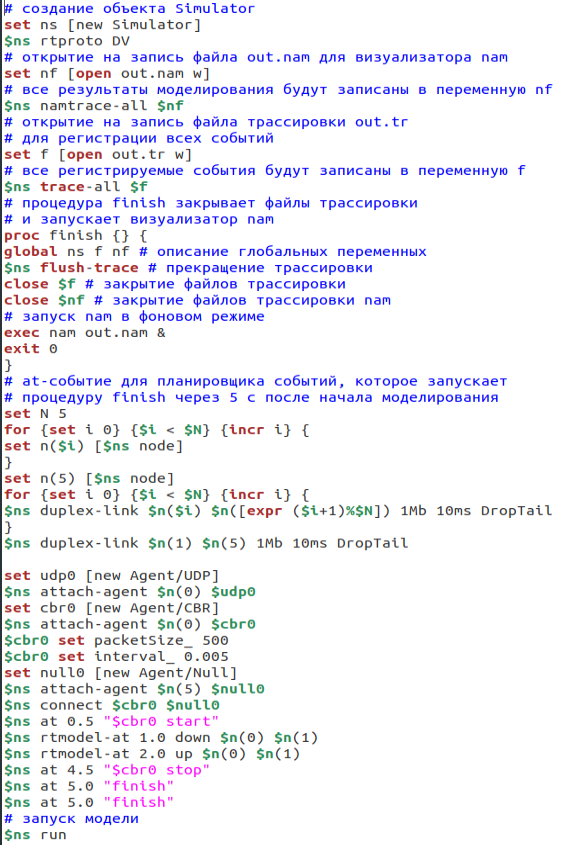 # создание объекта Simulator
set ns [new Simulator]
$ns rtproto DV
# открытие на запись файла out.nam для визуализатора nam
set nf [open out.nam w]
# все результаты моделирования будут записаны в переменную nf
$ns namtrace-all $nf
# открытие на запись файла трассировки out.tr
# для регистрации всех событий
set f [open out.tr w]
# все регистрируемые события будут записаны в переменную f
$ns trace-all $f
# процедура finish закрывает файлы трассировки
# и запускает визуализатор nam
proc finish {} {
global ns f nf # описание глобальных переменных
$ns flush-trace # прекращение трассировки
close $f # закрытие файлов трассировки
close $nf # закрытие файлов трассировки nam
# запуск nam в фоновом режиме
exec nam out.nam &
exit 0
}
# at-событие для планировщика событий, которое запускает
# процедуру finish через 5 с после начала моделирования
set N 5
for {set i 0} {$i < $N} {incr i} {
set n($i) [$ns node]
}
set n(5) [$ns node]
for {set i 0} {$i < $N} {incr i} {
$ns duplex-link $n($i) $n([expr ($i+1)%$N]) 1Mb 10ms DropTail
}
$ns duplex-link $n(1) $n(5) 1Mb 10ms DropTail

set udp0 [new Agent/UDP]
$ns attach-agent $n(0) $udp0
set cbr0 [new Agent/CBR]
$ns attach-agent $n(0) $cbr0
$cbr0 set packetSize_ 500
$cbr0 set interval_ 0.005
set null0 [new Agent/Null]
$ns attach-agent $n(5) $null0
$ns connect $cbr0 $null0
$ns at 0.5 "$cbr0 start"
$ns rtmodel-at 1.0 down $n(0) $n(1)
$ns rtmodel-at 2.0 up $n(0) $n(1)
$ns at 4.5 "$cbr0 stop"
$ns at 5.0 "finish"
$ns at 5.0 "finish"
# запуск модели
$ns run